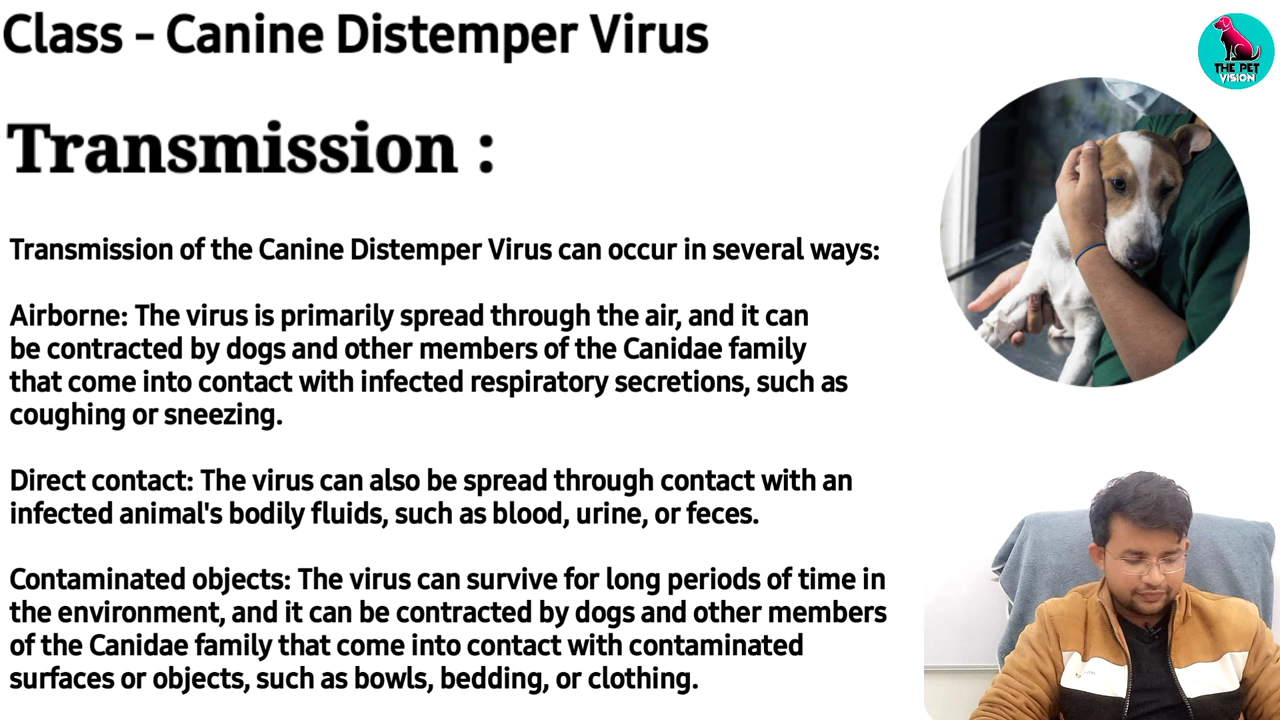 Class - Canine Distemper Virus
THE PET
VISION
Transmission :
Transmission of the Canine Distemper Virus can occur in several ways:
Airborne: The virus is primarily spread through the air, and it can
be contracted by dogs and other members of the Canidae family
that come into contact with infected respiratory secretions, such as
coughing or sneezing.
Direct contact: The virus can also be spread through contact with an
infected animal's bodily fluids, such as blood, urine, or feces.
Contaminated objects: The virus can survive for long periods of time in
the environment, and it can be contracted by dogs and other members
of the Canidae family that come into contact with contaminated
surfaces or objects, such as bowls, bedding, or clothing.